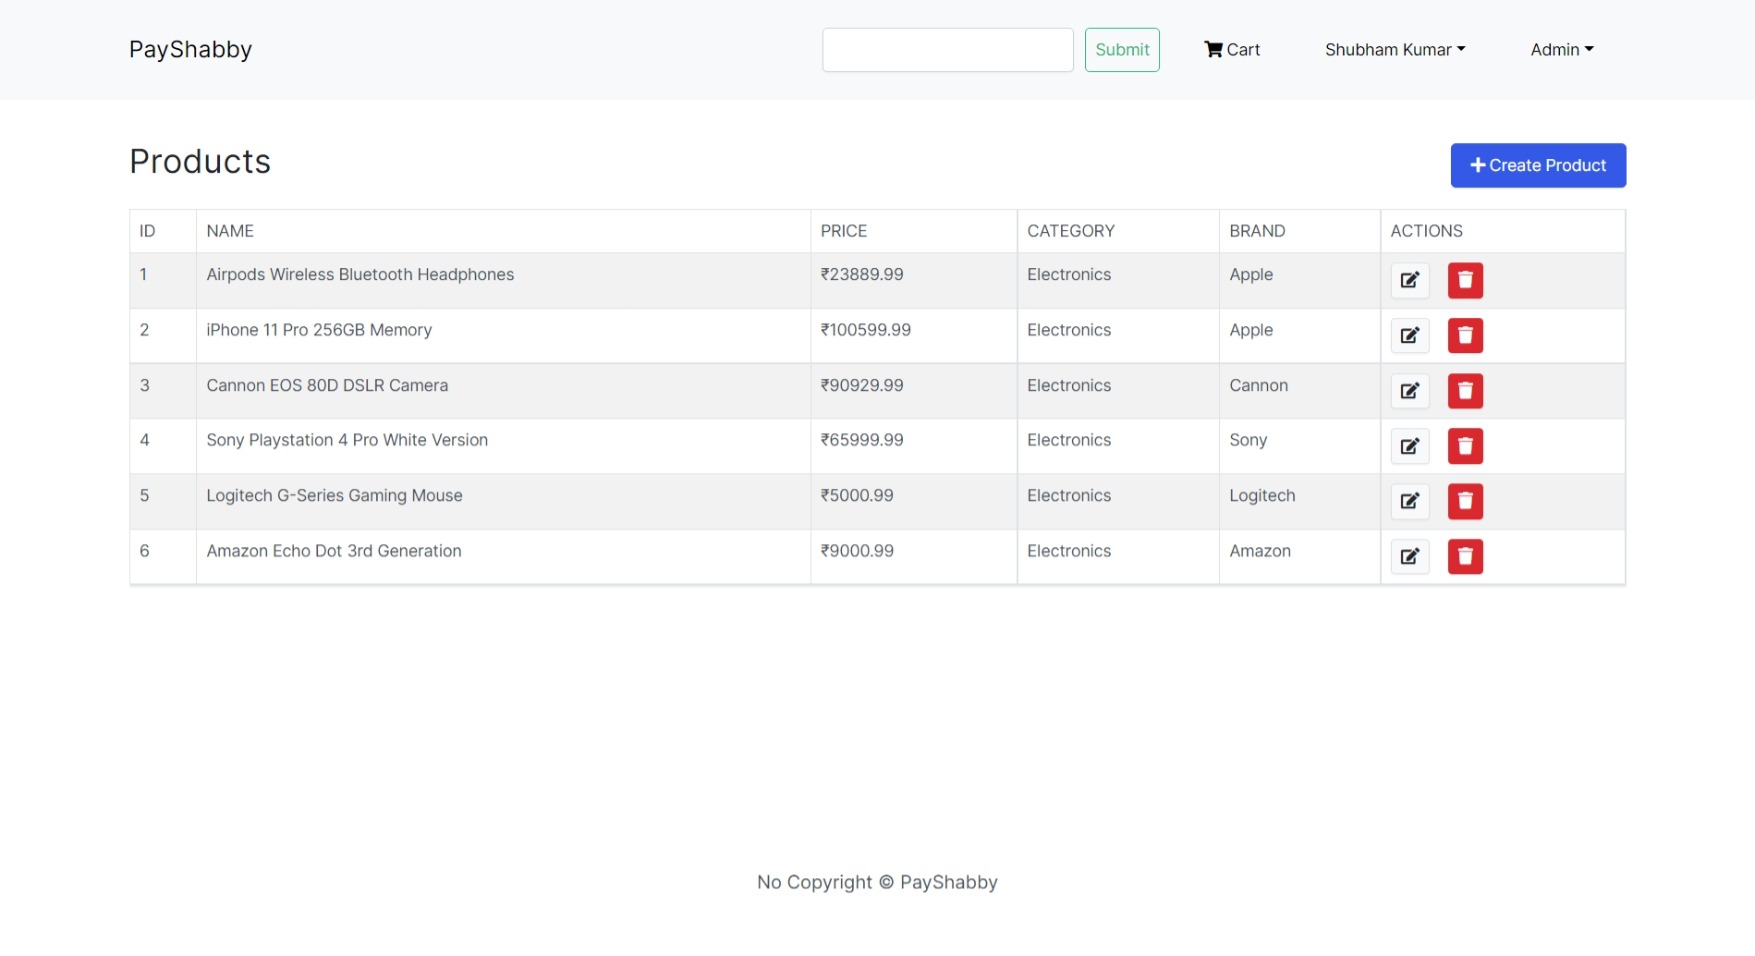 PayShabby Submit Cart Shubham Kumar Admin
Products Create Product
ID NAME PRICE CATEGORY BRAND ACTIONS
1 Airpods Wireless Bluetooth Headphones ₹23889.99 Electronics Apple
2 iPhone 11 Pro 256GB Memory ₹100599.99 Electronics Apple
3 Cannon EOS 80D DSLR Camera ₹90929.99 Electronics Cannon
4 Sony Playstation 4 Pro White Version ₹65999.99 Electronics Sony
5 Logitech G-Series Gaming Mouse ₹5000.99 Electronics Logitech
6 Amazon Echo Dot 3rd Generation ₹9000.99 Electronics Amazon
No Copyright © PayShabby